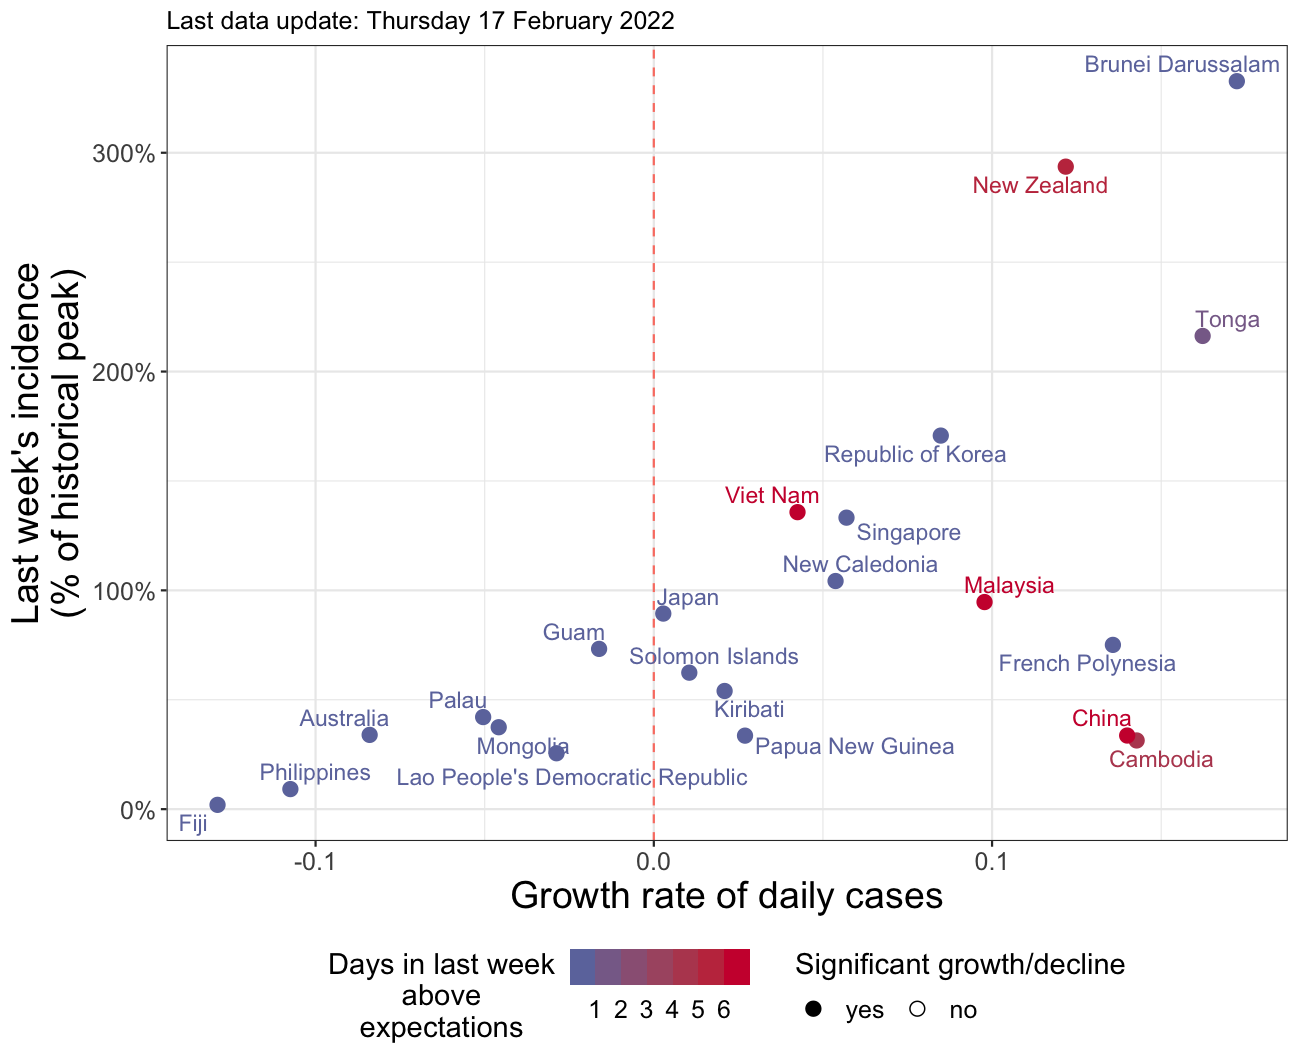 Last data update: Thursday 17 February 2022
Last week's incidence
(% of historical peak)
300%
200%
100%
0%
Brunei Darussalam
New Zealand
Tonga
Republic of Korea
Viet Nam
Singapore
New Caledonia
Malaysia
Japan
Guam
Solomon Islands
French Polynesia
Palau
Kiribati
Australia
China
Mongolia
Papua New Guinea
Cambodia
Philippines
Lao People's Democratic Republic
Fiji
-0.1
0.0
0.1
Growth rate of daily cases
Days in last week
above
expectations
1 2 3 4 5 6
Significant growth/decline
yes
no